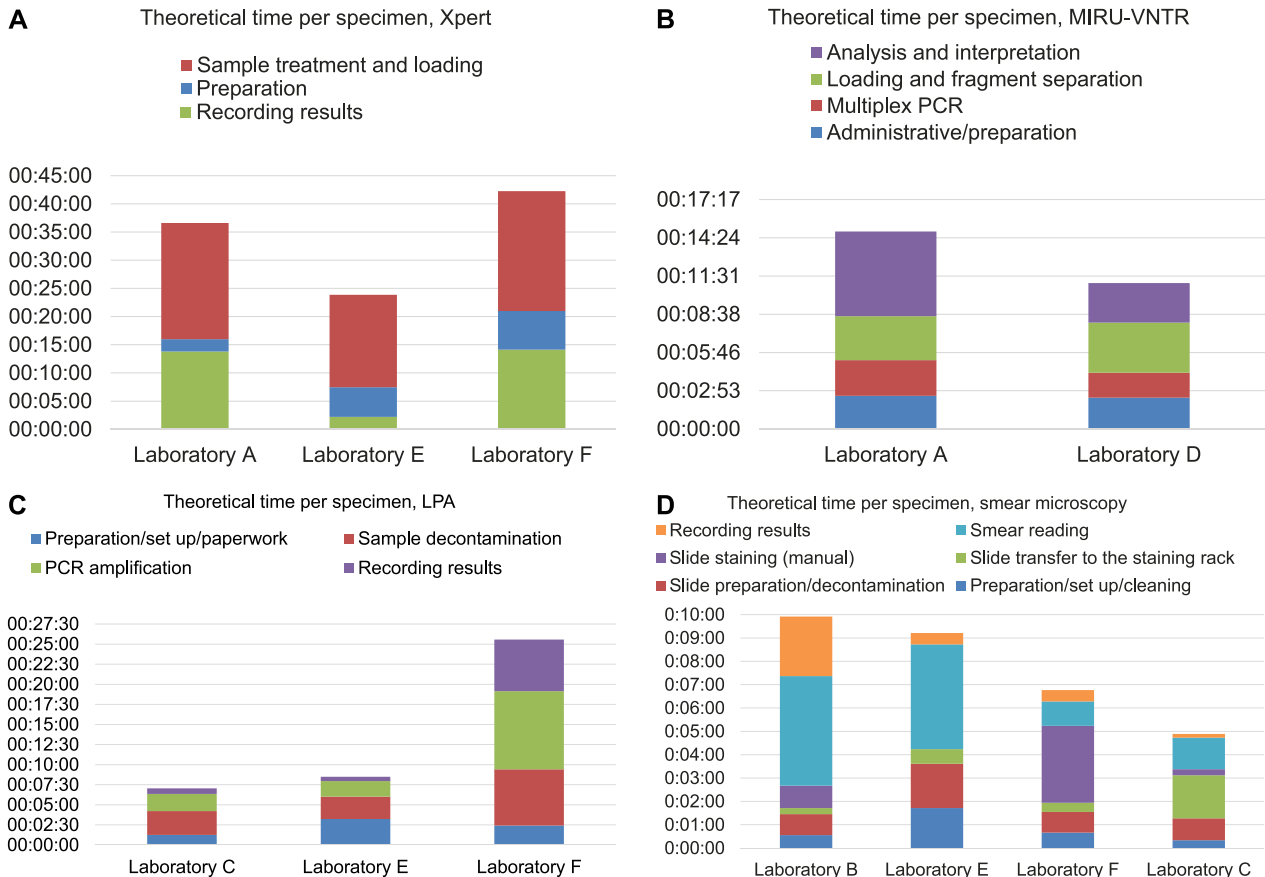 A
Theoretical time per specimen, Xpert
Sample treatment and loading
Preparation
Recording results
00:45:00
00:40:00
00:35:00
00:30:00
00:25:00
00:20:00
00:15:00
00:10:00
00:05:00
00:00:00
Laboratory A Laboratory E Laboratory F
B
Theoretical time per specimen, MIRU-VNTR
Analysis and interpretation
Loading and fragment separation
Multiplex PCR
Administrative/preparation
00:17:17
00:14:24
00:11:31
00:08:38
00:05:46
00:02:53
00:00:00
Laboratory A Laboratory D
C
Theoretical time per specimen, LPA
Preparation/set up/paperwork Sample decontamination
PCR amplification Recording results
00:27:30
00:25:00
00:22:30
00:20:00
00:17:30
00:15:00
00:12:30
00:10:00
00:07:30
00:05:00
00:02:30
00:00:00
Laboratory C Laboratory E Laboratory F
D
Theoretical time per specimen, smear microscopy
Recording results Smear reading
Slide staining (manual) Slide transfer to the staining rack
Slide preparation/decontamination Preparation/set up/cleaning
0:10:00
0:09:00
0:08:00
0:07:00
0:06:00
0:05:00
0:04:00
0:03:00
0:02:00
0:01:00
0:00:00
Laboratory B Laboratory E Laboratory F Laboratory C